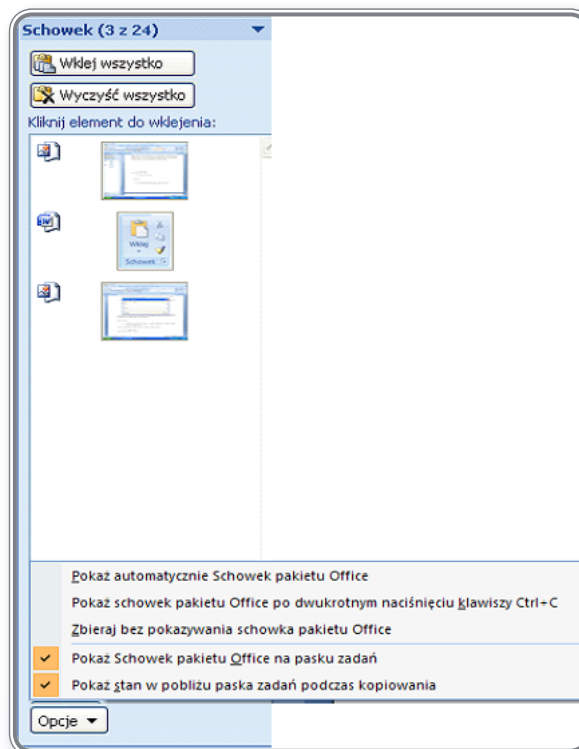 Schowek (3 z 24)
Wklej wszystko
Wyczyść wszystko
Kliknij element do wklejenia:
Wklej
Schowek
Pokaż automatycznie Schowek pakietu Office
Pokaż schowek pakietu Office po dwukrotnym naciśnięciu klawiszy Ctrl+C
Zbieraj bez pokazywania schowka pakietu Office
Pokaż Schowek pakietu Office na pasku zadań
Pokaż stan w pobliżu paska zadań podczas kopiowania
Opcje